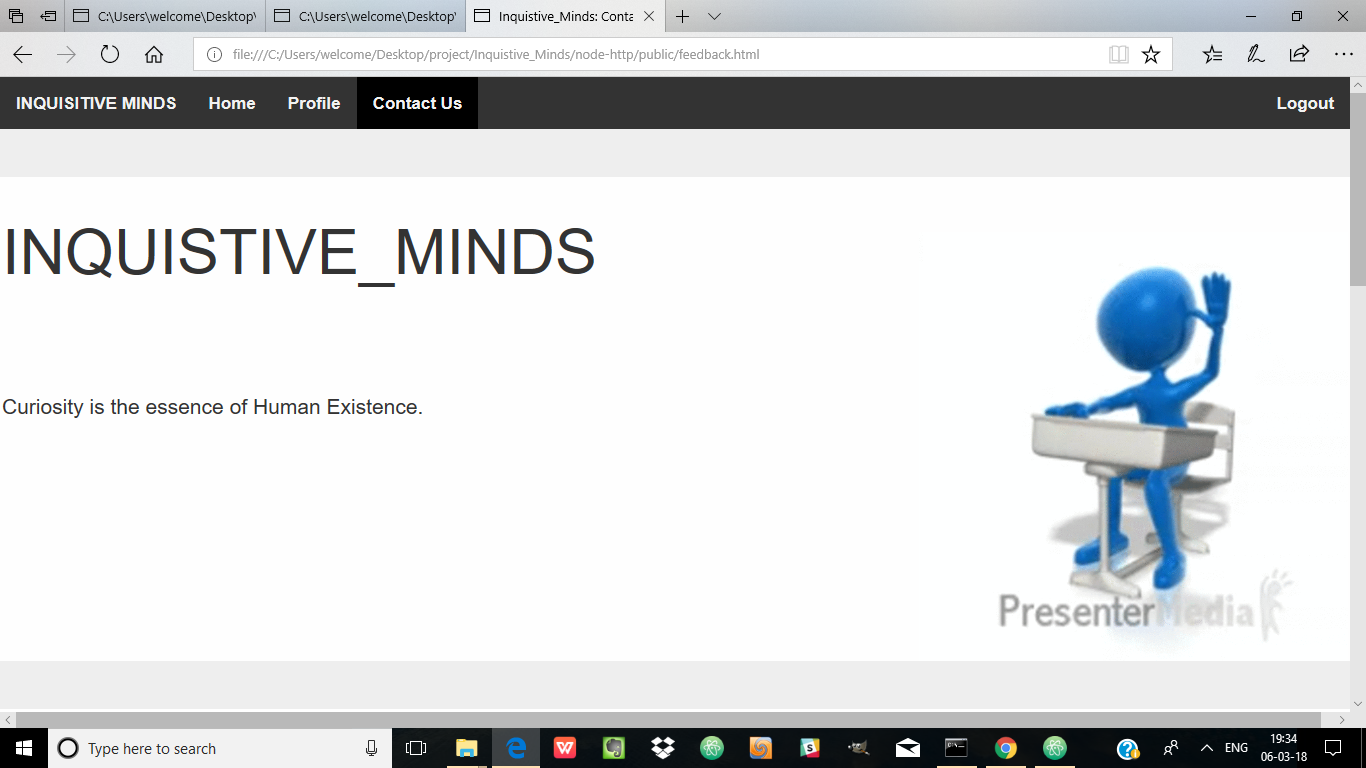 C:\Users\welcome\Desktop\
C:\Users\welcome\Desktop\
Inquistive_Minds: Conta
file:///C:/Users/welcome/Desktop/project/Inquistive_Minds/node-http/public/feedback.html
INQUISITIVE MINDS Home Profile Contact Us Logout
INQUISTIVE_MINDS
Curiosity is the essence of Human Existence.
PresenterMedia
Type here to search
ENG
19:34
06-03-18